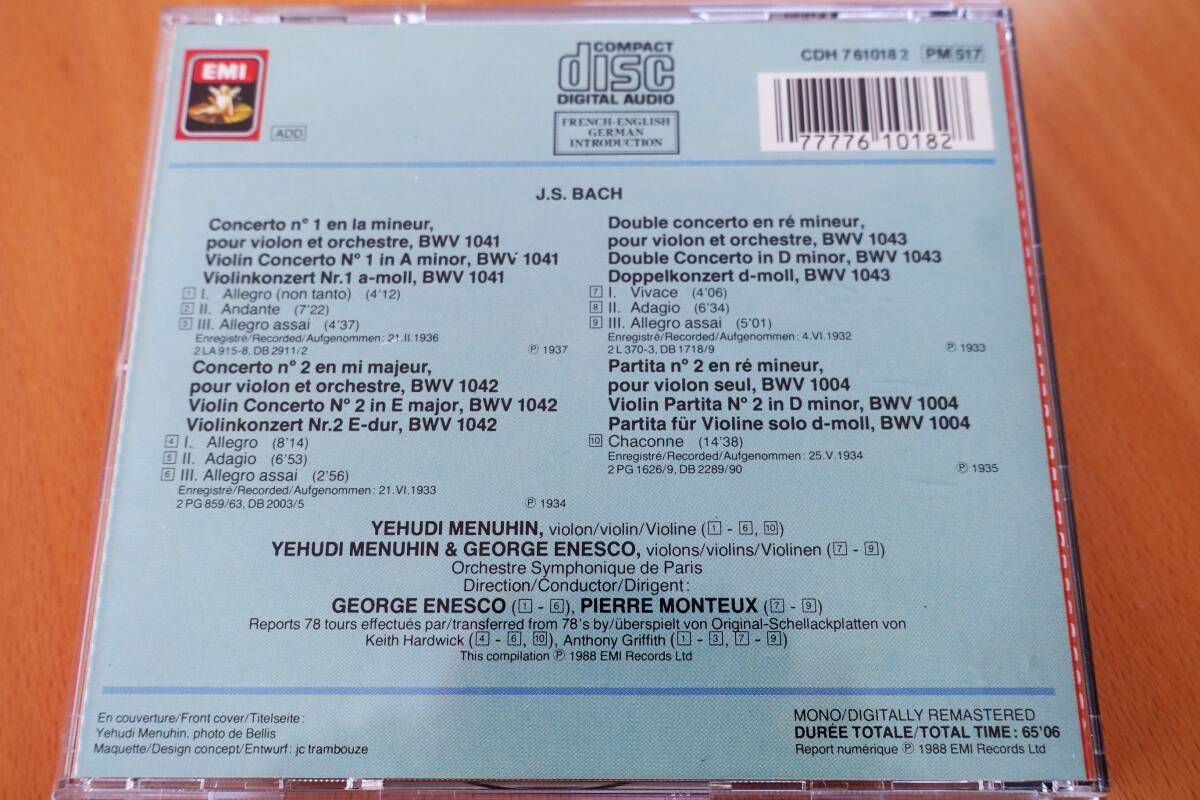 EMI
ADD
COMPACT
disc
DIGITAL AUDIO
FRENCH-ENGLISH
GERMAN
INTRODUCTION
CDH 7 61018 2 PM 517
77776 10182
J.S. BACH
Concerto nº 1 en la mineur,
pour violon et orchestre, BWV 1041
Violin Concerto Nº 1 in A minor, BWV 1041
Violinkonzert Nr.1 a-moll, BWV 1041
1 I. Allegro (non tanto) (4'12)
2 II. Andante (7'22)
3 III. Allegro assai (4'37)
Enregistré/Recorded/Aufgenommen: 21.II.1936
2 LA 915-8, DB 2911/2 ℗ 1937
Concerto nº 2 en mi majeur,
pour violon et orchestre, BWV 1042
Violin Concerto Nº 2 in E major, BWV 1042
Violinkonzert Nr.2 E-dur, BWV 1042
4 I. Allegro (8'14)
5 II. Adagio (6'53)
6 III. Allegro assai (2'56)
Enregistré/Recorded/Aufgenommen: 21.VI.1933
2 PG 859/63, DB 2003/5 ℗ 1934
Double concerto en ré mineur,
pour violon et orchestre, BWV 1043
Double Concerto in D minor, BWV 1043
Doppelkonzert d-moll, BWV 1043
7 I. Vivace (4'06)
8 II. Adagio (6'34)
9 III. Allegro assai (5'01)
Enregistré/Recorded/Aufgenommen: 4.VI.1932
2 L 370-3, DB 1718/9 ℗ 1933
Partita nº 2 en ré mineur,
pour violon seul, BWV 1004
Violin Partita Nº 2 in D minor, BWV 1004
Partita für Violine solo d-moll, BWV 1004
10 Chaconne (14'38)
Enregistré/Recorded/Aufgenommen: 25.V.1934
2 PG 1626/9, DB 2289/90 ℗ 1935
YEHUDI MENUHIN, violon/violin/Violine (1 - 6, 10)
YEHUDI MENUHIN & GEORGE ENESCO, violons/violins/Violinen (7 - 9)
Orchestre Symphonique de Paris
Direction/Conductor/Dirigent:
GEORGE ENESCO (1 - 6), PIERRE MONTEUX (7 - 9)
Reports 78 tours effectués par/transferred from 78's by/überspielt von Original-Schellackplatten von
Keith Hardwick (4 - 6, 10), Anthony Griffith (1 - 3, 7 - 9)
This compilation ℗ 1988 EMI Records Ltd
En couverture/Front cover/Titelseite:
Yehudi Menuhin, photo de Bellis
Maquette/Design concept/Entwurf: jc trambouze
MONO/DIGITALLY REMASTERED
DURÉE TOTALE/TOTAL TIME: 65'06
Report numérique ℗ 1988 EMI Records Ltd